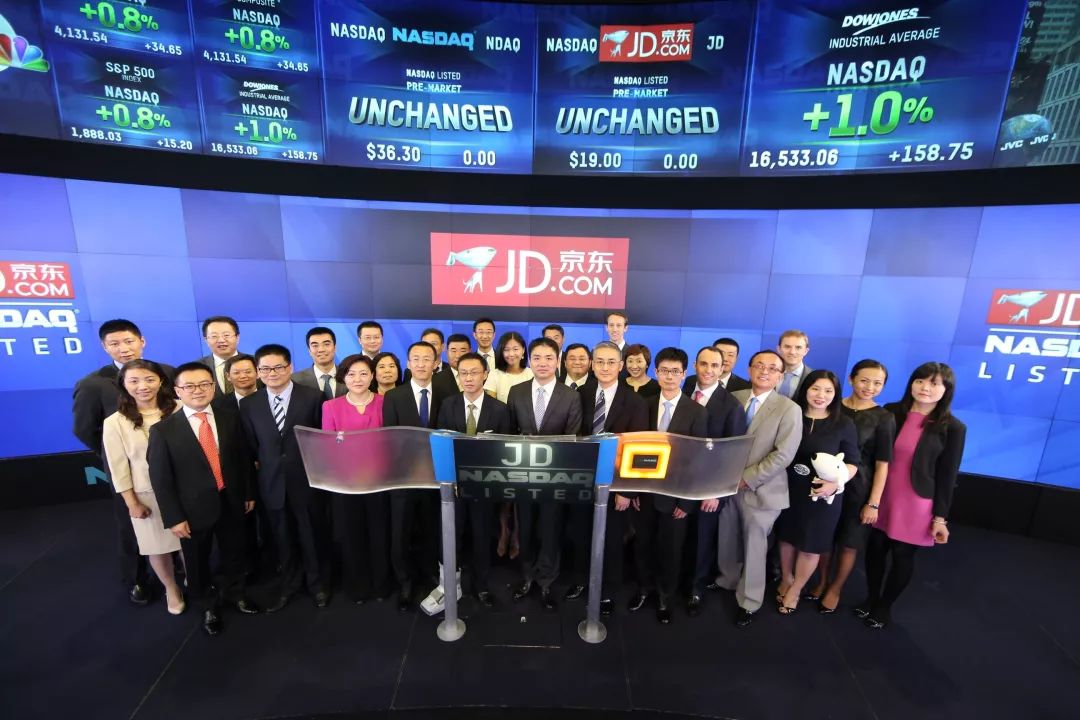 COMPOSITE
+0.8%
4,131.54 +34.65
NASDAQ
+0.8%
4,131.54 +34.65
S&P 500
INDEX
NASDAQ
+0.8%
1,888.03 +15.20
DOWJONES
INDUSTRIAL AVERAGE
NASDAQ
+1.0%
16,533.06 +158.75
NASDAQ NASDAQ NDAQ
NASDAQ LISTED
PRE-MARKET
UNCHANGED
$36.30 0.00
NASDAQ JD.COM 京东 JD
NASDAQ LISTED
PRE-MARKET
UNCHANGED
$19.00 0.00
DOWJONES
INDUSTRIAL AVERAGE
NASDAQ
+1.0%
16,533.06 +158.75
JVC JVC
D.京东
.COM
DAQ
LISTED
JD.京东
.COM
JD
NAS
LIST
JD
NASDAQ
LISTED